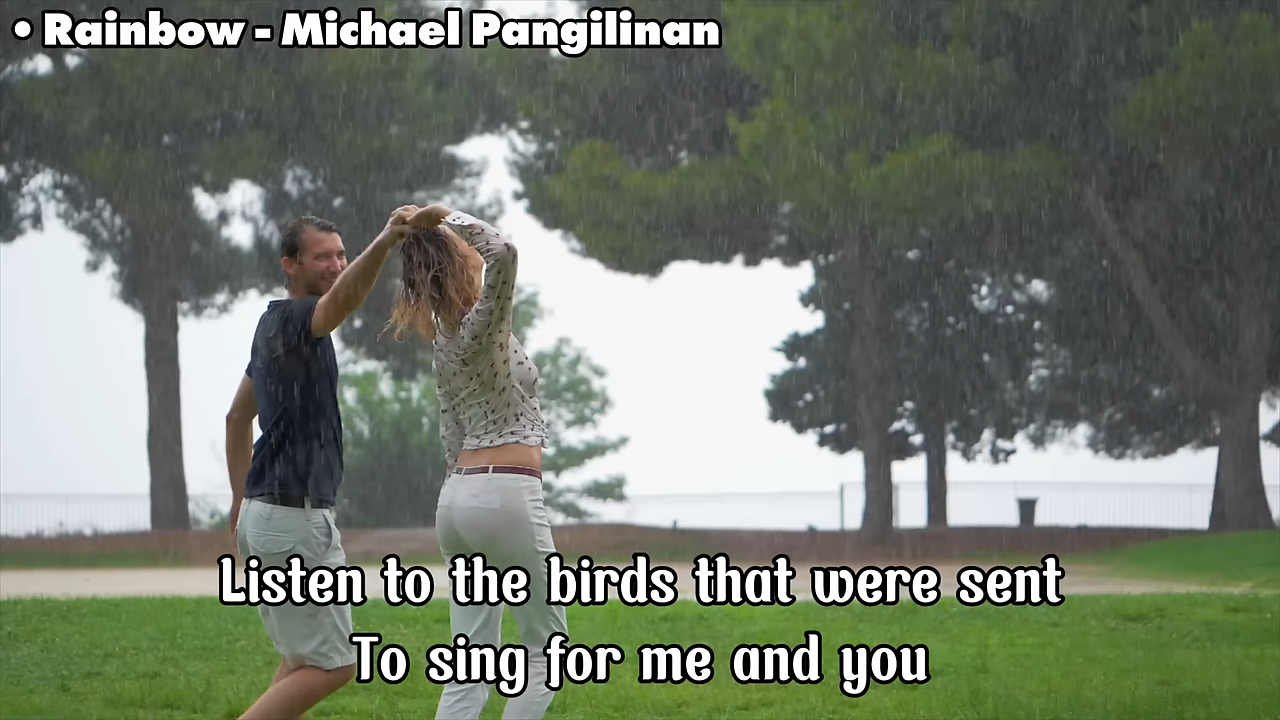 • Rainbow - Michael Pangilinan
Listen to the birds that were sent
To sing for me and you